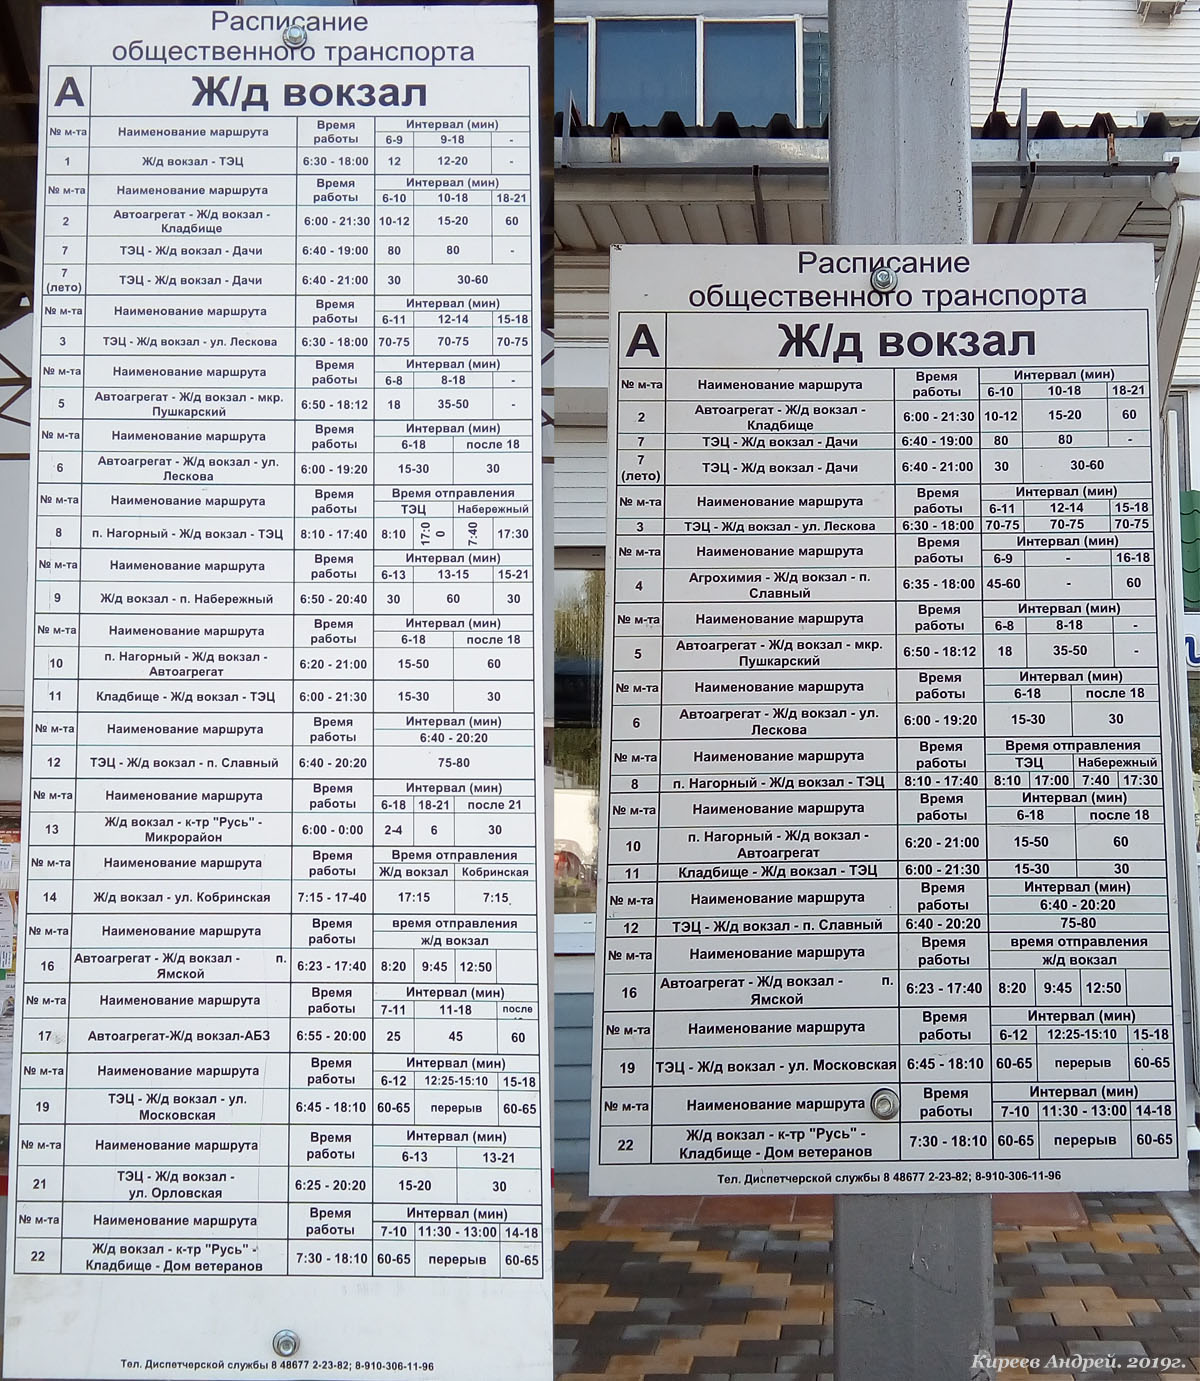 Расписание
общественного транспорта
А Ж/д вокзал
№ м-та Наименование маршрута Время работы Интервал (мин)
6-9 9-18 -
1 Ж/д вокзал - ТЭЦ 6:30 - 18:00 12 12-20 -
№ м-та Наименование маршрута Время работы Интервал (мин)
6-10 10-18 18-21
2 Автоагрегат - Ж/д вокзал - Кладбище 6:00 - 21:30 10-12 15-20 60
7 ТЭЦ - Ж/д вокзал - Дачи 6:40 - 19:00 80 80 -
7 (лето) ТЭЦ - Ж/д вокзал - Дачи 6:40 - 21:00 30 30-60
№ м-та Наименование маршрута Время работы Интервал (мин)
6-11 12-14 15-18
3 ТЭЦ - Ж/д вокзал - ул. Лескова 6:30 - 18:00 70-75 70-75 70-75
№ м-та Наименование маршрута Время работы Интервал (мин)
6-8 8-18 -
5 Автоагрегат - Ж/д вокзал - мкр. Пушкарский 6:50 - 18:12 18 35-50 -
№ м-та Наименование маршрута Время работы Интервал (мин)
6-18 после 18
6 Автоагрегат - Ж/д вокзал - ул. Лескова 6:00 - 19:20 15-30 30
№ м-та Наименование маршрута Время работы Время отправления
ТЭЦ Набережный
8 п. Нагорный - Ж/д вокзал - ТЭЦ 8:10 - 17:40 8:10 17:00 7:40 17:30
№ м-та Наименование маршрута Время работы Интервал (мин)
6-13 13-15 15-21
9 Ж/д вокзал - п. Набережный 6:50 - 20:40 30 60 30
№ м-та Наименование маршрута Время работы Интервал (мин)
6-18 после 18
10 п. Нагорный - Ж/д вокзал - Автоагрегат 6:20 - 21:00 15-50 60
11 Кладбище - Ж/д вокзал - ТЭЦ 6:00 - 21:30 15-30 30
№ м-та Наименование маршрута Время работы Интервал (мин)
6:40 - 20:20
12 ТЭЦ - Ж/д вокзал - п. Славный 6:40 - 20:20 75-80
№ м-та Наименование маршрута Время работы Интервал (мин)
6-18 18-21 после 21
13 Ж/д вокзал - к-тр "Русь" - Микрорайон 6:00 - 0:00 2-4 6 30
№ м-та Наименование маршрута Время работы Время отправления
Ж/д вокзал Кобринская
14 Ж/д вокзал - ул. Кобринская 7:15 - 17-40 17:15 7:15
№ м-та Наименование маршрута Время работы время отправления
ж/д вокзал
16 Автоагрегат - Ж/д вокзал - п. Ямской 6:23 - 17:40 8:20 9:45 12:50
№ м-та Наименование маршрута Время работы Интервал (мин)
7-11 11-18 после
17 Автоагрегат-Ж/д вокзал-АБЗ 6:55 - 20:00 25 45 60
№ м-та Наименование маршрута Время работы Интервал (мин)
6-12 12:25-15:10 15-18
19 ТЭЦ - Ж/д вокзал - ул. Московская 6:45 - 18:10 60-65 перерыв 60-65
№ м-та Наименование маршрута Время работы Интервал (мин)
6-13 13-21
21 ТЭЦ - Ж/д вокзал - ул. Орловская 6:25 - 20:20 15-20 30
№ м-та Наименование маршрута Время работы Интервал (мин)
7-10 11:30 - 13:00 14-18
22 Ж/д вокзал - к-тр "Русь" - Кладбище - Дом ветеранов 7:30 - 18:10 60-65 перерыв 60-65
Тел. Диспетчерской службы 8 48677 2-23-82; 8-910-306-11-96
Расписание
общественного транспорта
А Ж/д вокзал
№ м-та Наименование маршрута Время работы Интервал (мин)
6-10 10-18 18-21
2 Автоагрегат - Ж/д вокзал - Кладбище 6:00 - 21:30 10-12 15-20 60
7 ТЭЦ - Ж/д вокзал - Дачи 6:40 - 19:00 80 80 -
7 (лето) ТЭЦ - Ж/д вокзал - Дачи 6:40 - 21:00 30 30-60
№ м-та Наименование маршрута Время работы Интервал (мин)
6-11 12-14 15-18
3 ТЭЦ - Ж/д вокзал - ул. Лескова 6:30 - 18:00 70-75 70-75 70-75
№ м-та Наименование маршрута Время работы Интервал (мин)
6-9 - 16-18
4 Агрохимия - Ж/д вокзал - п. Славный 6:35 - 18:00 45-60 - 60
№ м-та Наименование маршрута Время работы Интервал (мин)
6-8 8-18 -
5 Автоагрегат - Ж/д вокзал - мкр. Пушкарский 6:50 - 18:12 18 35-50 -
№ м-та Наименование маршрута Время работы Интервал (мин)
6-18 после 18
6 Автоагрегат - Ж/д вокзал - ул. Лескова 6:00 - 19:20 15-30 30
№ м-та Наименование маршрута Время работы Время отправления
ТЭЦ Набережный
8 п. Нагорный - Ж/д вокзал - ТЭЦ 8:10 - 17:40 8:10 17:00 7:40 17:30
№ м-та Наименование маршрута Время работы Интервал (мин)
6-18 после 18
10 п. Нагорный - Ж/д вокзал - Автоагрегат 6:20 - 21:00 15-50 60
11 Кладбище - Ж/д вокзал - ТЭЦ 6:00 - 21:30 15-30 30
№ м-та Наименование маршрута Время работы Интервал (мин)
6:40 - 20:20
12 ТЭЦ - Ж/д вокзал - п. Славный 6:40 - 20:20 75-80
№ м-та Наименование маршрута Время работы время отправления
ж/д вокзал
16 Автоагрегат - Ж/д вокзал - п. Ямской 6:23 - 17:40 8:20 9:45 12:50
№ м-та Наименование маршрута Время работы Интервал (мин)
6-12 12:25-15:10 15-18
19 ТЭЦ - Ж/д вокзал - ул. Московская 6:45 - 18:10 60-65 перерыв 60-65
№ м-та Наименование маршрута Время работы Интервал (мин)
7-10 11:30 - 13:00 14-18
22 Ж/д вокзал - к-тр "Русь" - Кладбище - Дом ветеранов 7:30 - 18:10 60-65 перерыв 60-65
Тел. Диспетчерской службы 8 48677 2-23-82; 8-910-306-11-96
Киреев Андрей. 2019г.